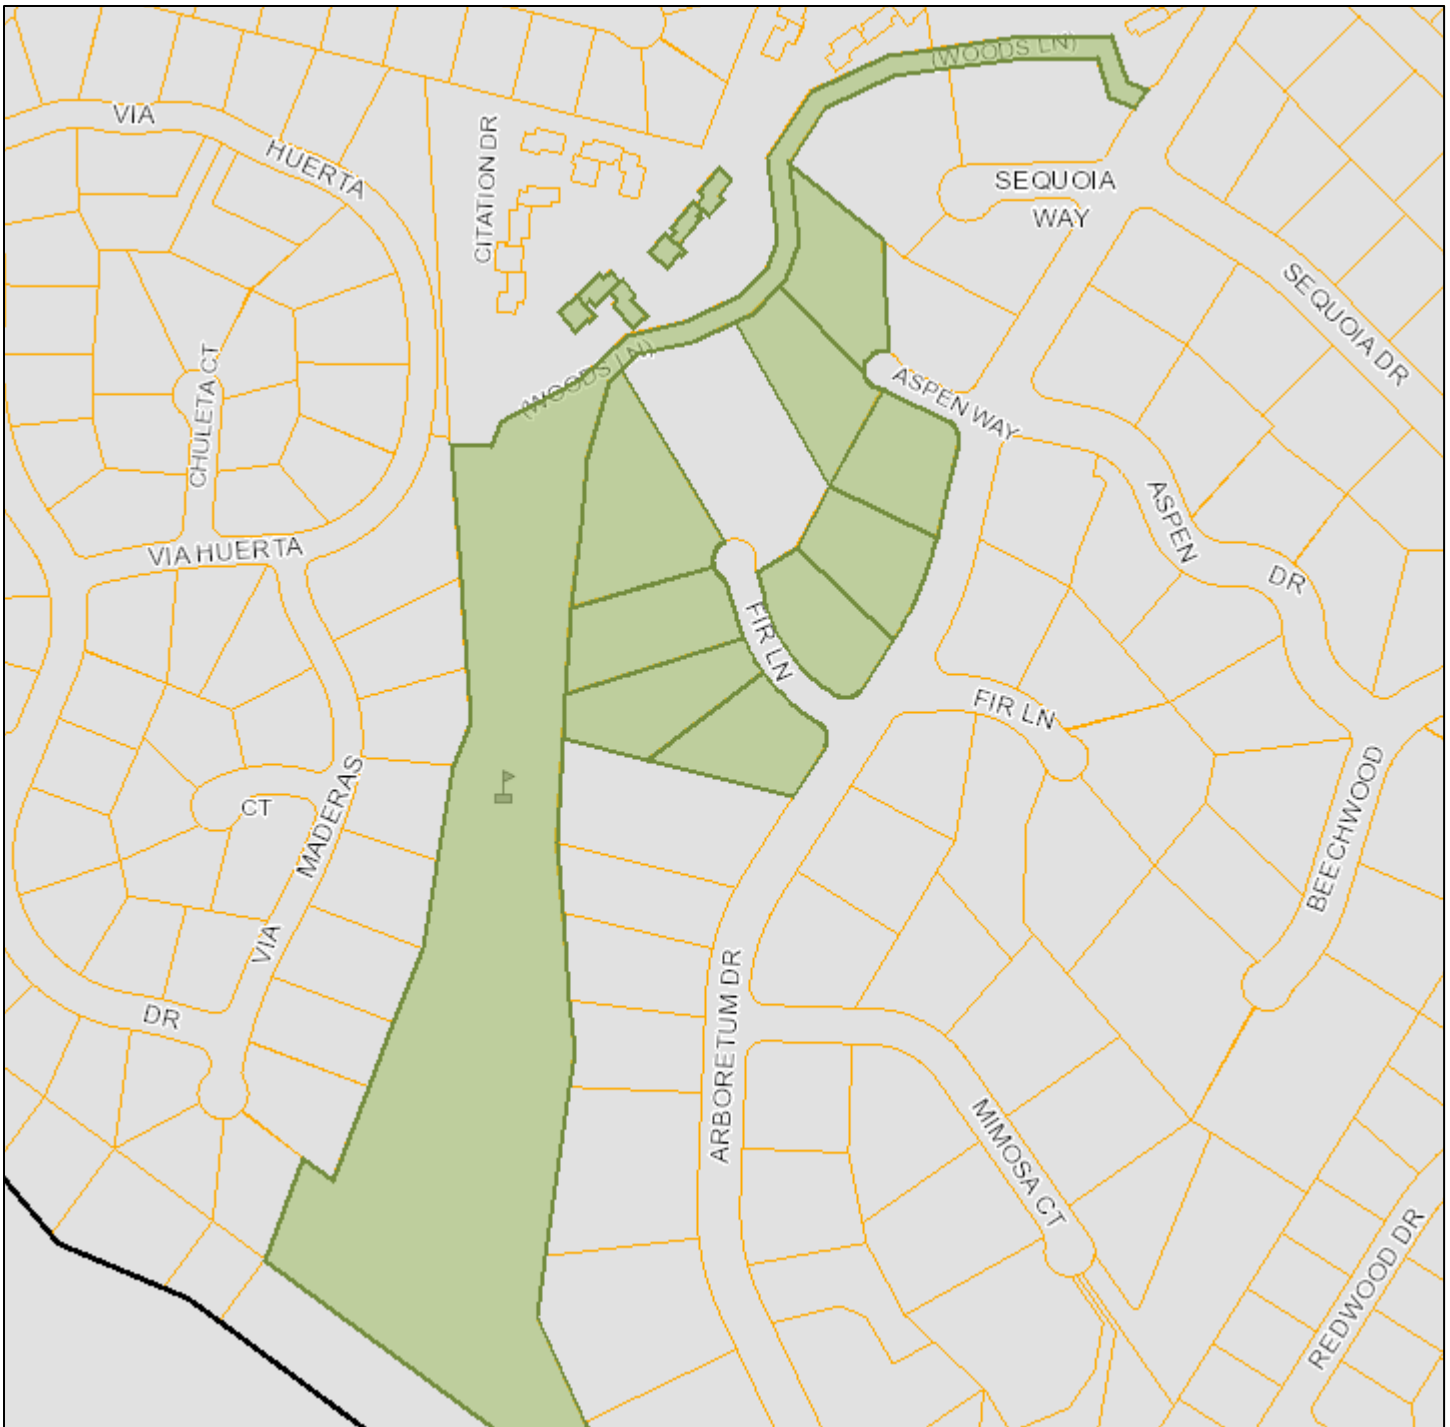 (WOODS LN)
VIA
HUERTA
CITATION DR
SEQUOIA
WAY
SEQUOIA DR
(WOODS LN)
ASPEN WAY
CHULETA CT
ASPEN
VIA HUERTA
DR
FIR LN
FIR LN
CT
MADERAS
BEECHWOOD
VIA
DR
ARBORETUM DR
MIMOSA CT
REDWOOD DR